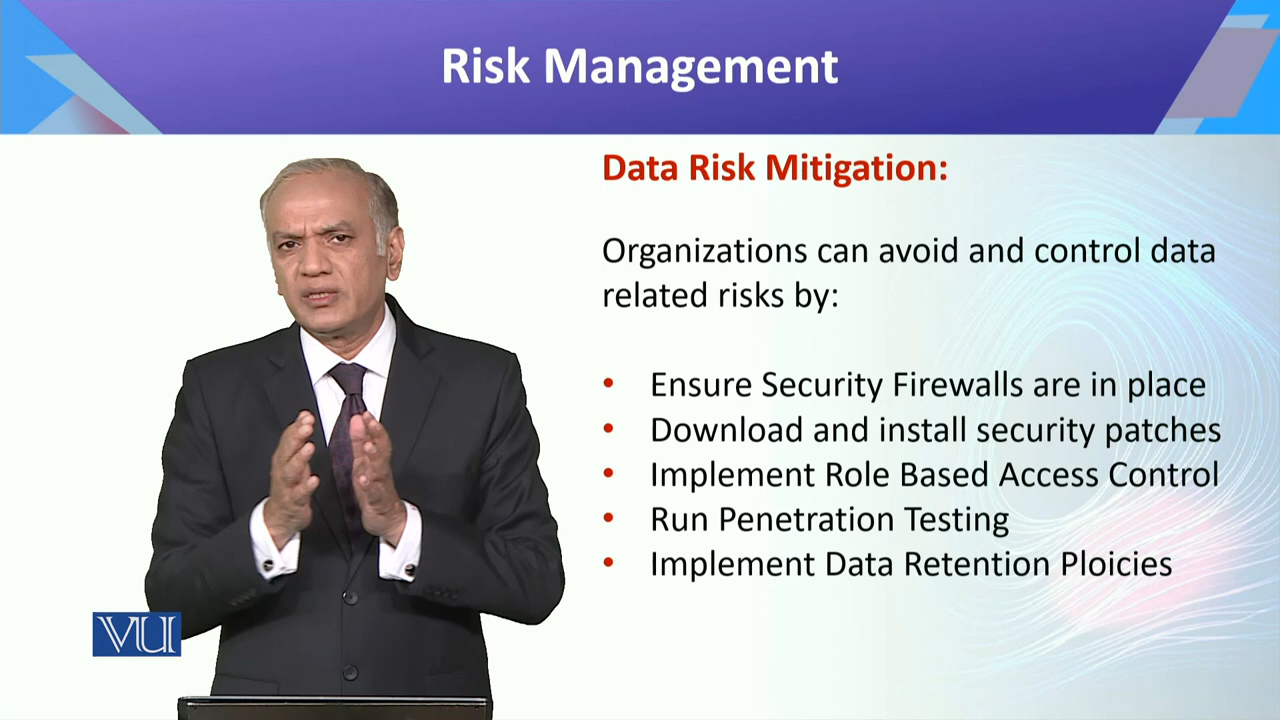 Risk Management
Data Risk Mitigation:
Organizations can avoid and control data
related risks by:
• Ensure Security Firewalls are in place
• Download and install security patches
• Implement Role Based Access Control
• Run Penetration Testing
• Implement Data Retention Ploicies
VU